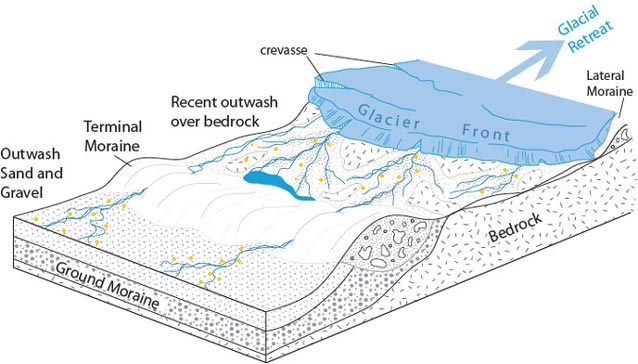 Glacial
Retreat
crevasse
Lateral
Moraine
Recent outwash
over bedrock
Glacier Front
Terminal
Moraine
Outwash
Sand and
Gravel
Bedrock
Ground Moraine